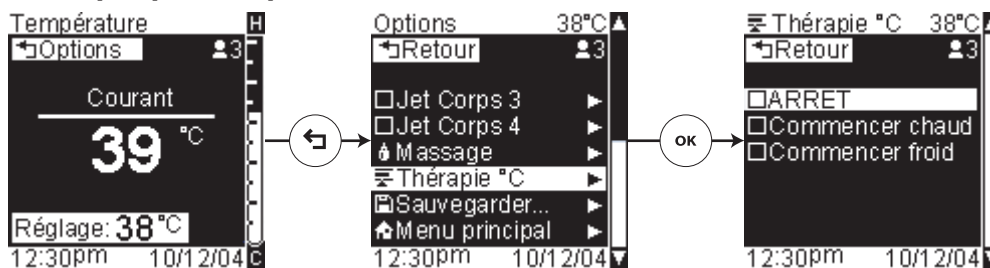 Température H
Options 3
Courant
39 °C
Réglage: 38°C
12:30pm 10/12/04 C
Options 38°C
Retour 3
Jet Corps 3
Jet Corps 4
Massage
Thérapie °C
Sauvegarder...
Menu principal
12:30pm 10/12/04
OK
Thérapie °C 38°C
Retour 3
ARRET
Commencer chaud
Commencer froid
12:30pm 10/12/04